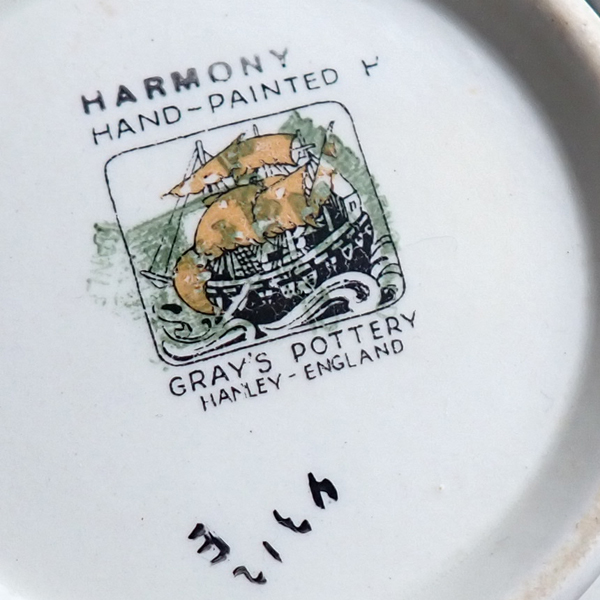 HARMONY
HAND-PAINTED
GRAY'S POTTERY
HANLEY-ENGLAND